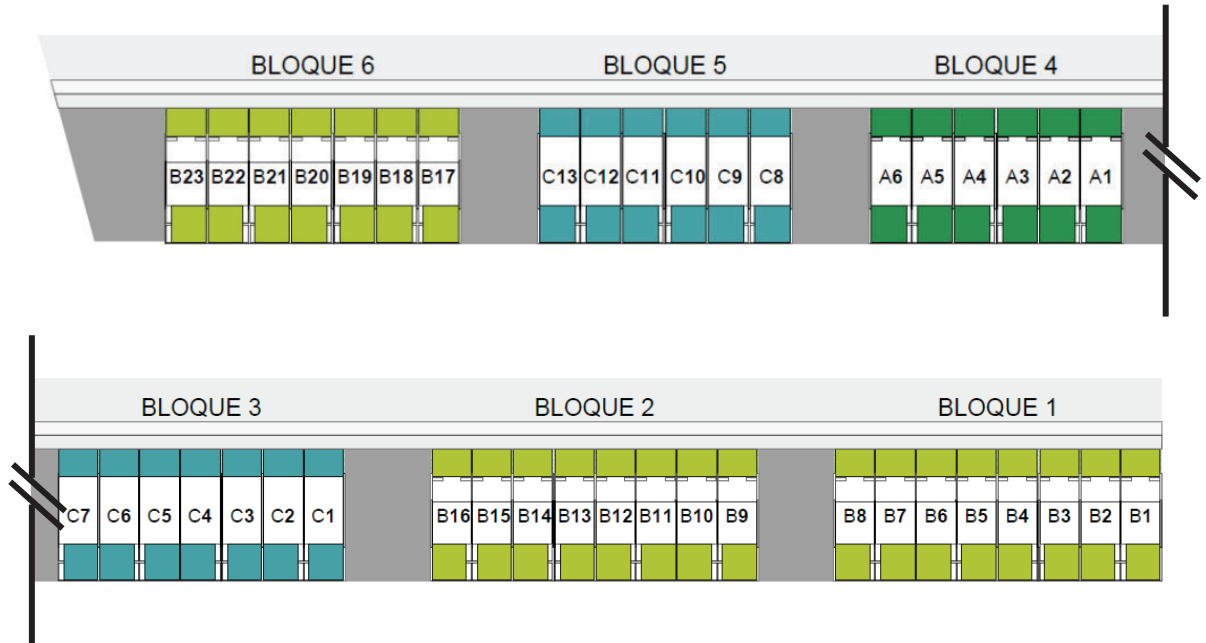 BLOQUE 6 BLOQUE 5 BLOQUE 4
B23 B22 B21 B20 B19 B18 B17 C13 C12 C11 C10 C9 C8 A6 A5 A4 A3 A2 A1
BLOQUE 3 BLOQUE 2 BLOQUE 1
C7 C6 C5 C4 C3 C2 C1 B16 B15 B14 B13 B12 B11 B10 B9 B8 B7 B6 B5 B4 B3 B2 B1